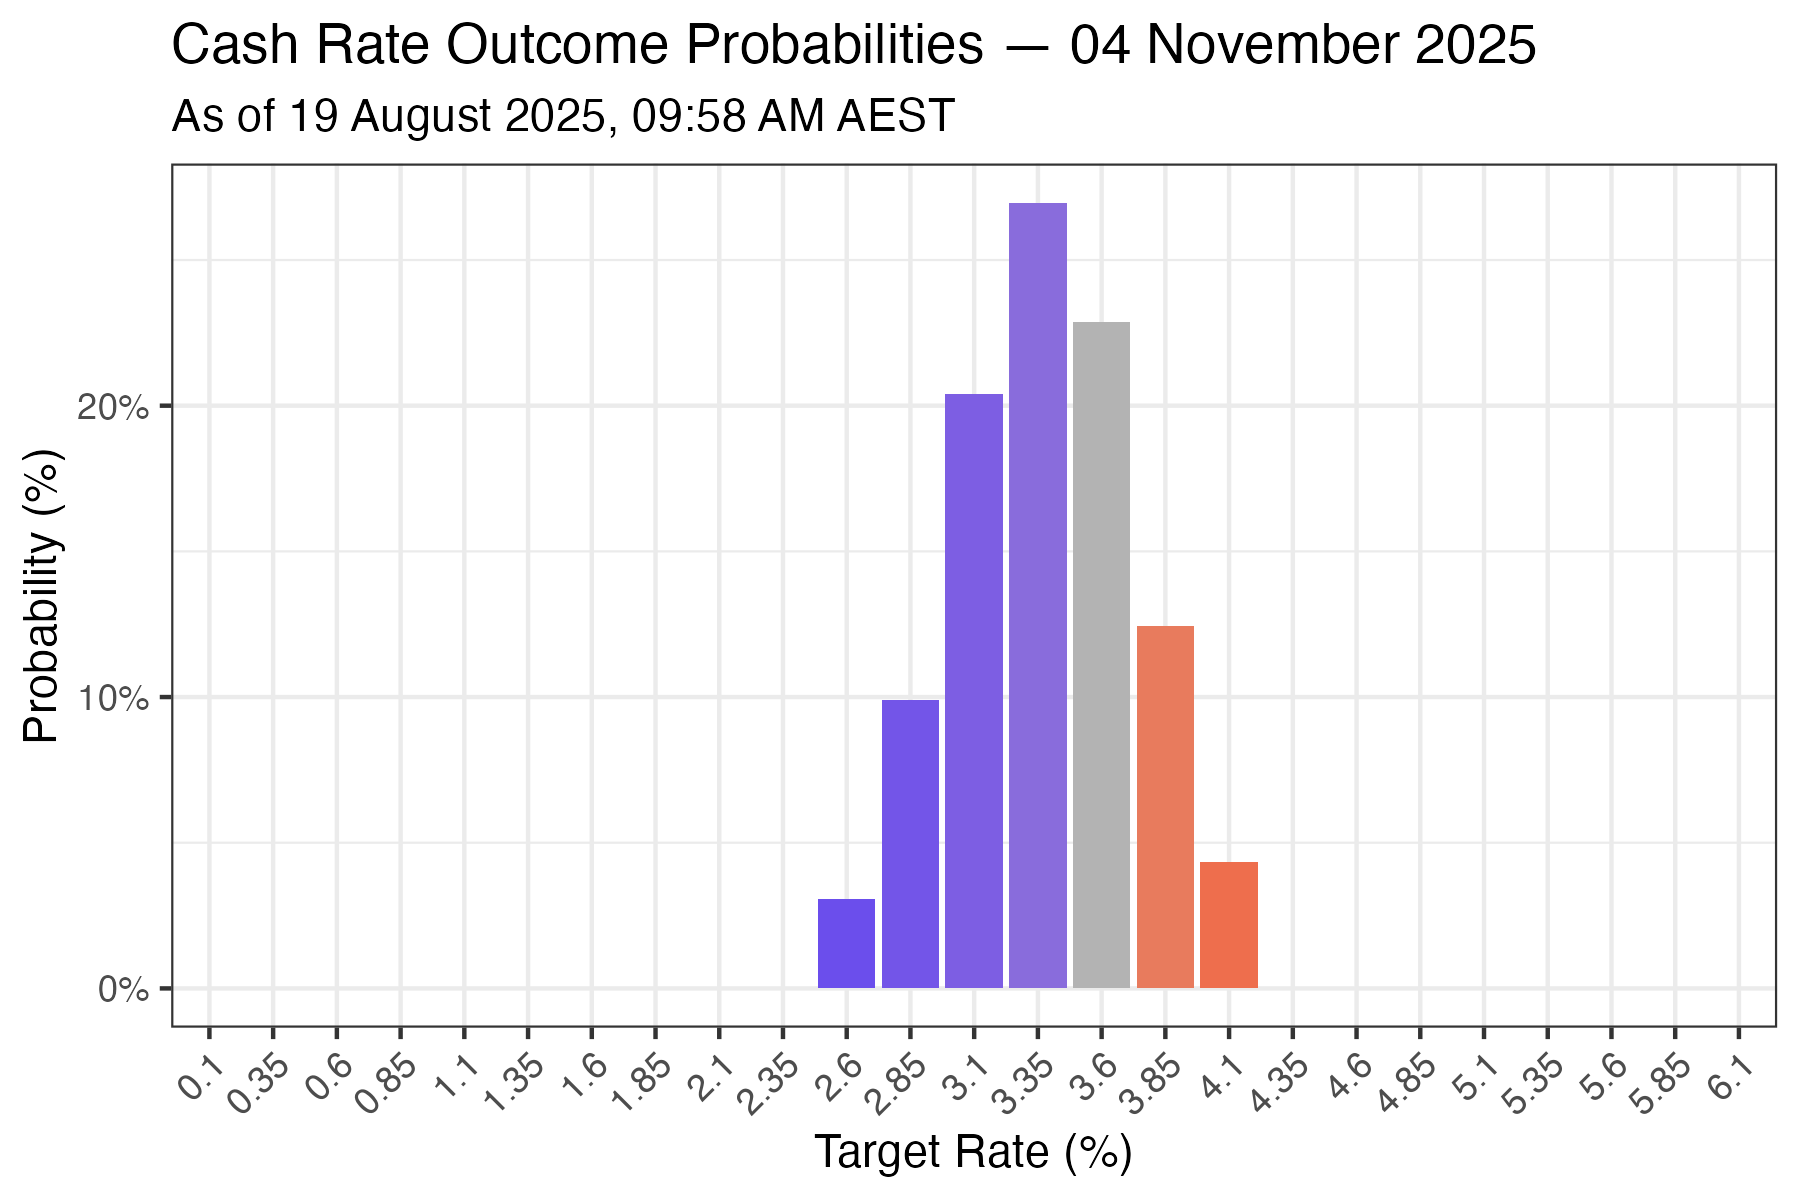 Cash Rate Outcome Probabilities — 04 November 2025
As of 19 August 2025, 09:58 AM AEST
Probability (%)
20%
10%
0%
0.1 0.35 0.6 0.85 1.1 1.35 1.6 1.85 2.1 2.35 2.6 2.85 3.1 3.35 3.6 3.85 4.1 4.35 4.6 4.85 5.1 5.35 5.6 5.85 6.1
Target Rate (%)